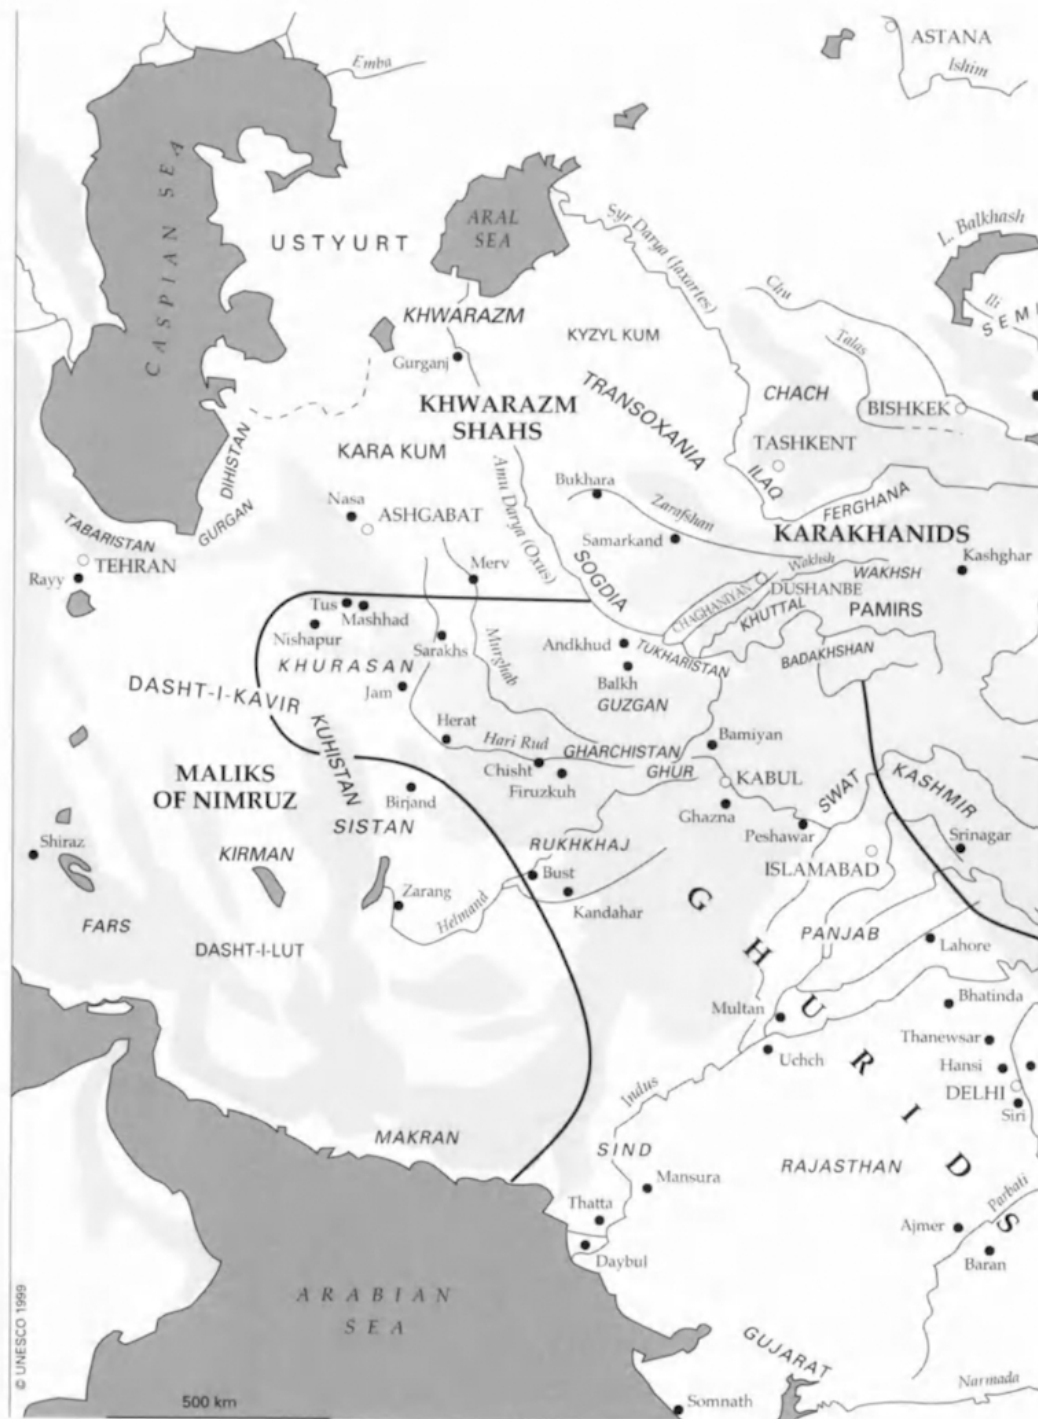 ASTANA
Ishim
Emba
CASPIAN SEA
ARAL
SEA
USTYURT
Syr Darya (Jaxartes)
L. Balkhash
Chu
Ili
SEMI
Talas
KHWARAZM
KYZYL KUM
Gurganj
KHWARAZM
SHAHS
TRANSOXANIA
CHACH
BISHKEK
TASHKENT
KARA KUM
DIHISTAN
Amu Darya (Oxus)
Bukhara
ILAQ
FERGHANA
Nasa
ASHGABAT
GURGAN
TABARISTAN
Zarafshan
Samarkand
KARAKHANIDS
Kashghar
TEHRAN
Rayy
Merv
SOGDIA
Wakhsh
WAKHSH
DUSHANBE
CHAGHANIYAN
KHUTTAL
PAMIRS
Tus
Mashhad
Nishapur
Sarakhs
Murghab
Andkhud
TUKHARISTAN
BADAKHSHAN
KHURASAN
Jam
Balkh
GUZGAN
DASHT-I-KAVIR
KUHISTAN
Herat
Hari Rud
GHARCHISTAN
Bamiyan
GHUR
Chisht
Firuzkuh
KABUL
SWAT
KASHMIR
MALIKS
OF NIMRUZ
Birjand
Ghazna
Peshawar
SISTAN
Srinagar
Shiraz
KIRMAN
RUKHKHAJ
ISLAMABAD
Bust
Zarang
Helmand
Kandahar
GHURIDS
FARS
DASHT-I-LUT
PANJAB
Lahore
Multan
Bhatinda
Uchch
Thanewsar
Hansi
DELHI
Siri
Indus
MAKRAN
SIND
RAJASTHAN
Mansura
Parbati
Thatta
Ajmer
Daybul
Baran
ARABIAN
SEA
GUJARAT
Narmada
Somnath
500 km
© UNESCO 1999